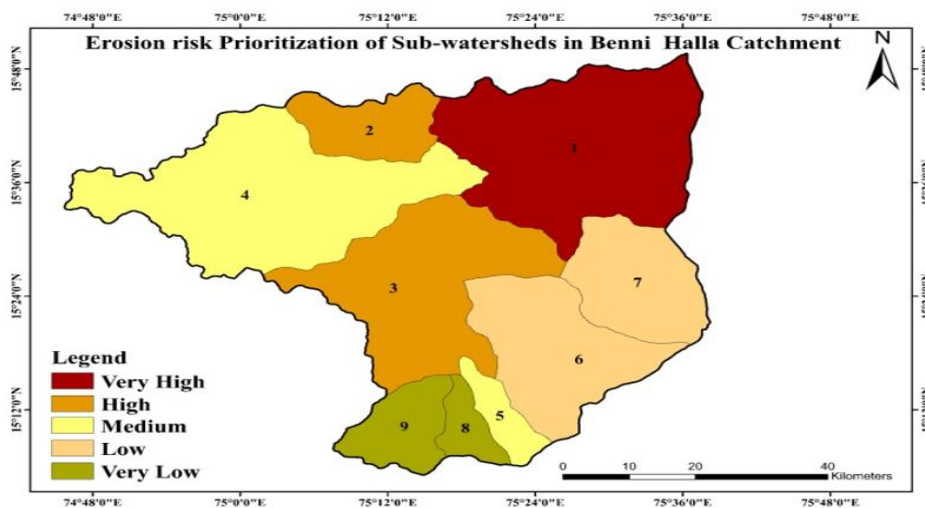 74°48'0"E 75°0'0"E 75°12'0"E 75°24'0"E 75°36'0"E 75°48'0"E
Erosion risk Prioritization of Sub-watersheds in Benni Halla Catchment
N
15°48'0"N
2
1
15°36'0"N
4
7
15°24'0"N
3
6
Legend
Very High
High
Medium
Low
Very Low
15°12'0"N
5
9
8
0 10 20 40
Kilometers
74°48'0"E 75°0'0"E 75°12'0"E 75°24'0"E 75°36'0"E 75°48'0"E